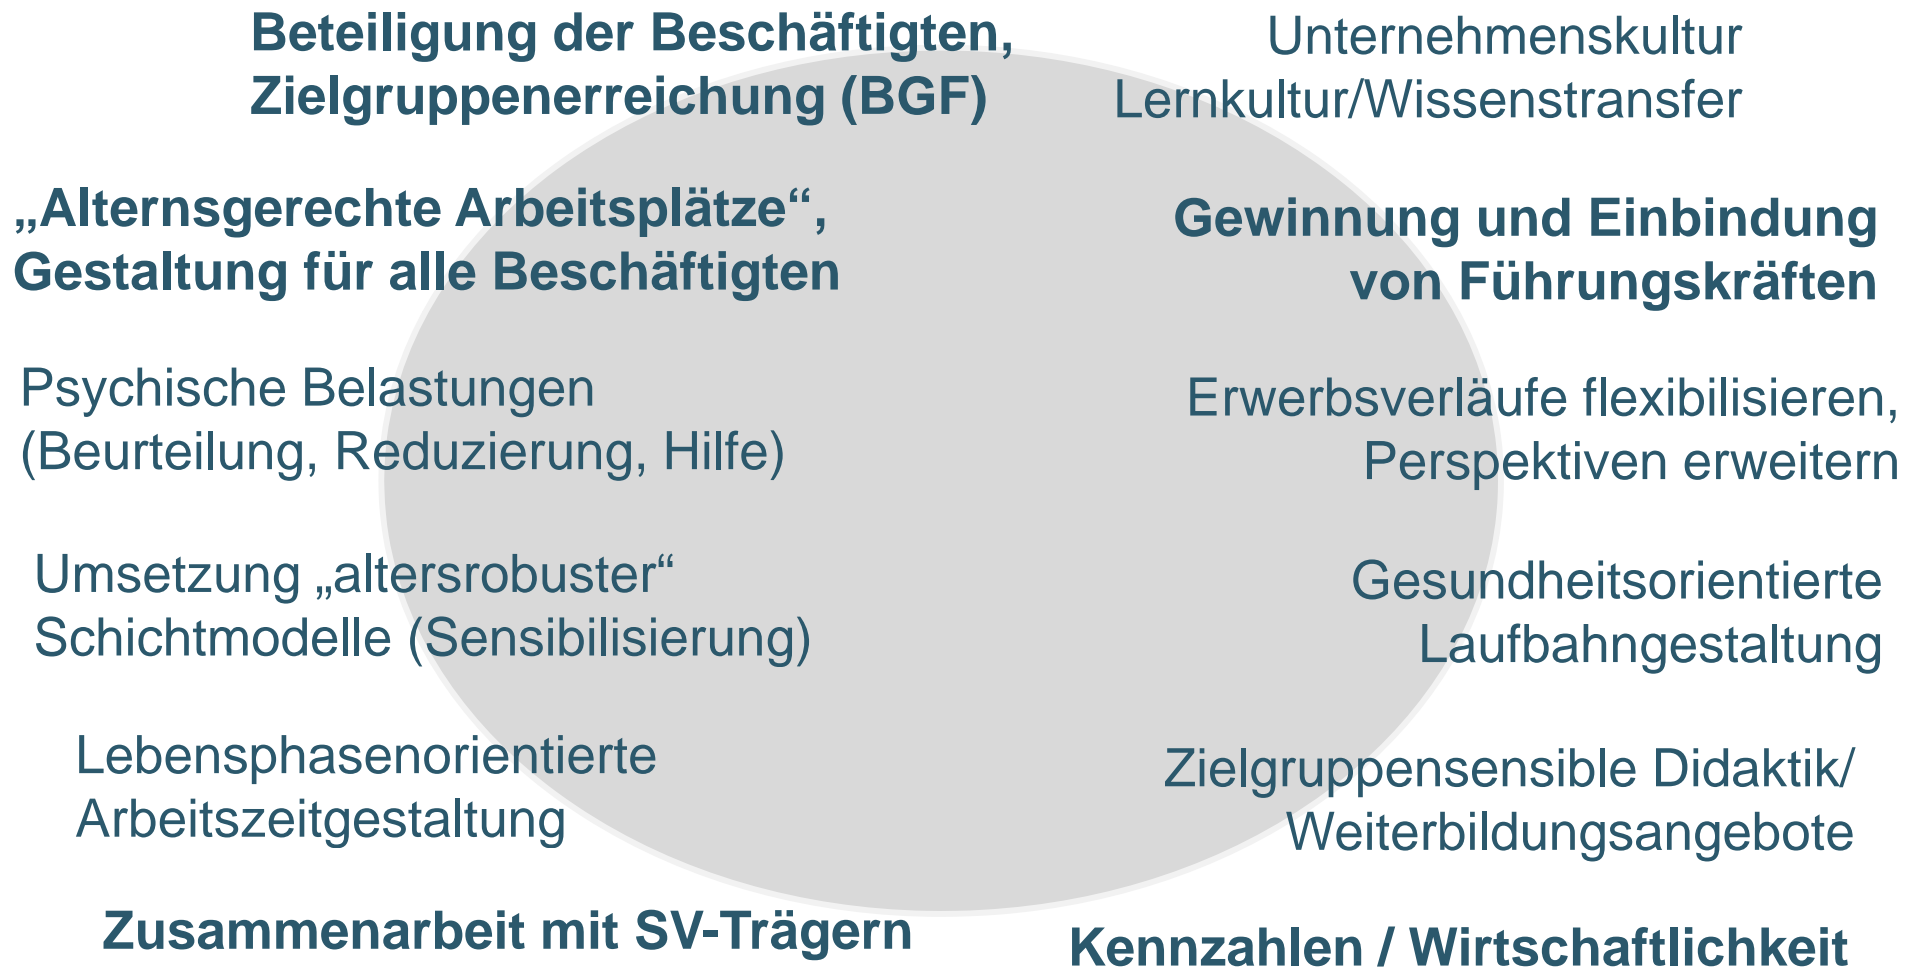 Beteiligung der Beschäftigten,
Zielgruppenerreichung (BGF)
„Alternsgerechte Arbeitsplätze“,
Gestaltung für alle Beschäftigten
Psychische Belastungen
(Beurteilung, Reduzierung, Hilfe)
Umsetzung „altersrobuster“
Schichtmodelle (Sensibilisierung)
Lebensphasenorientierte
Arbeitszeitgestaltung
Zusammenarbeit mit SV-Trägern
Unternehmenskultur
Lernkultur/Wissenstransfer
Gewinnung und Einbindung
von Führungskräften
Erwerbsverläufe flexibilisieren,
Perspektiven erweitern
Gesundheitsorientierte
Laufbahngestaltung
Zielgruppensensible Didaktik/
Weiterbildungsangebote
Kennzahlen / Wirtschaftlichkeit